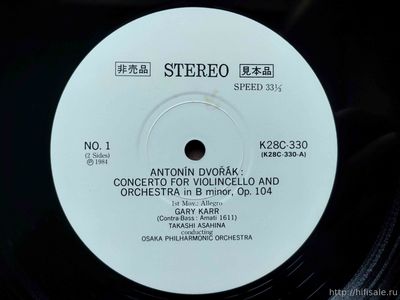 非売品 STEREO 見本品
SPEED 33⅓
NO. 1
(2 Sides)
Ⓟ 1984
K28C-330
(K28C-330-A)
ANTONÍN DVOŘÁK:
CONCERTO FOR VIOLINCELLO AND
ORCHESTRA in B minor, Op. 104
1st Mov.: Allegro
GARY KARR
(Contra-Bass : Amati 1611)
TAKASHI ASAHINA
conducting
OSAKA PHILHARMONIC ORCHESTRA
https://hifisale.ru